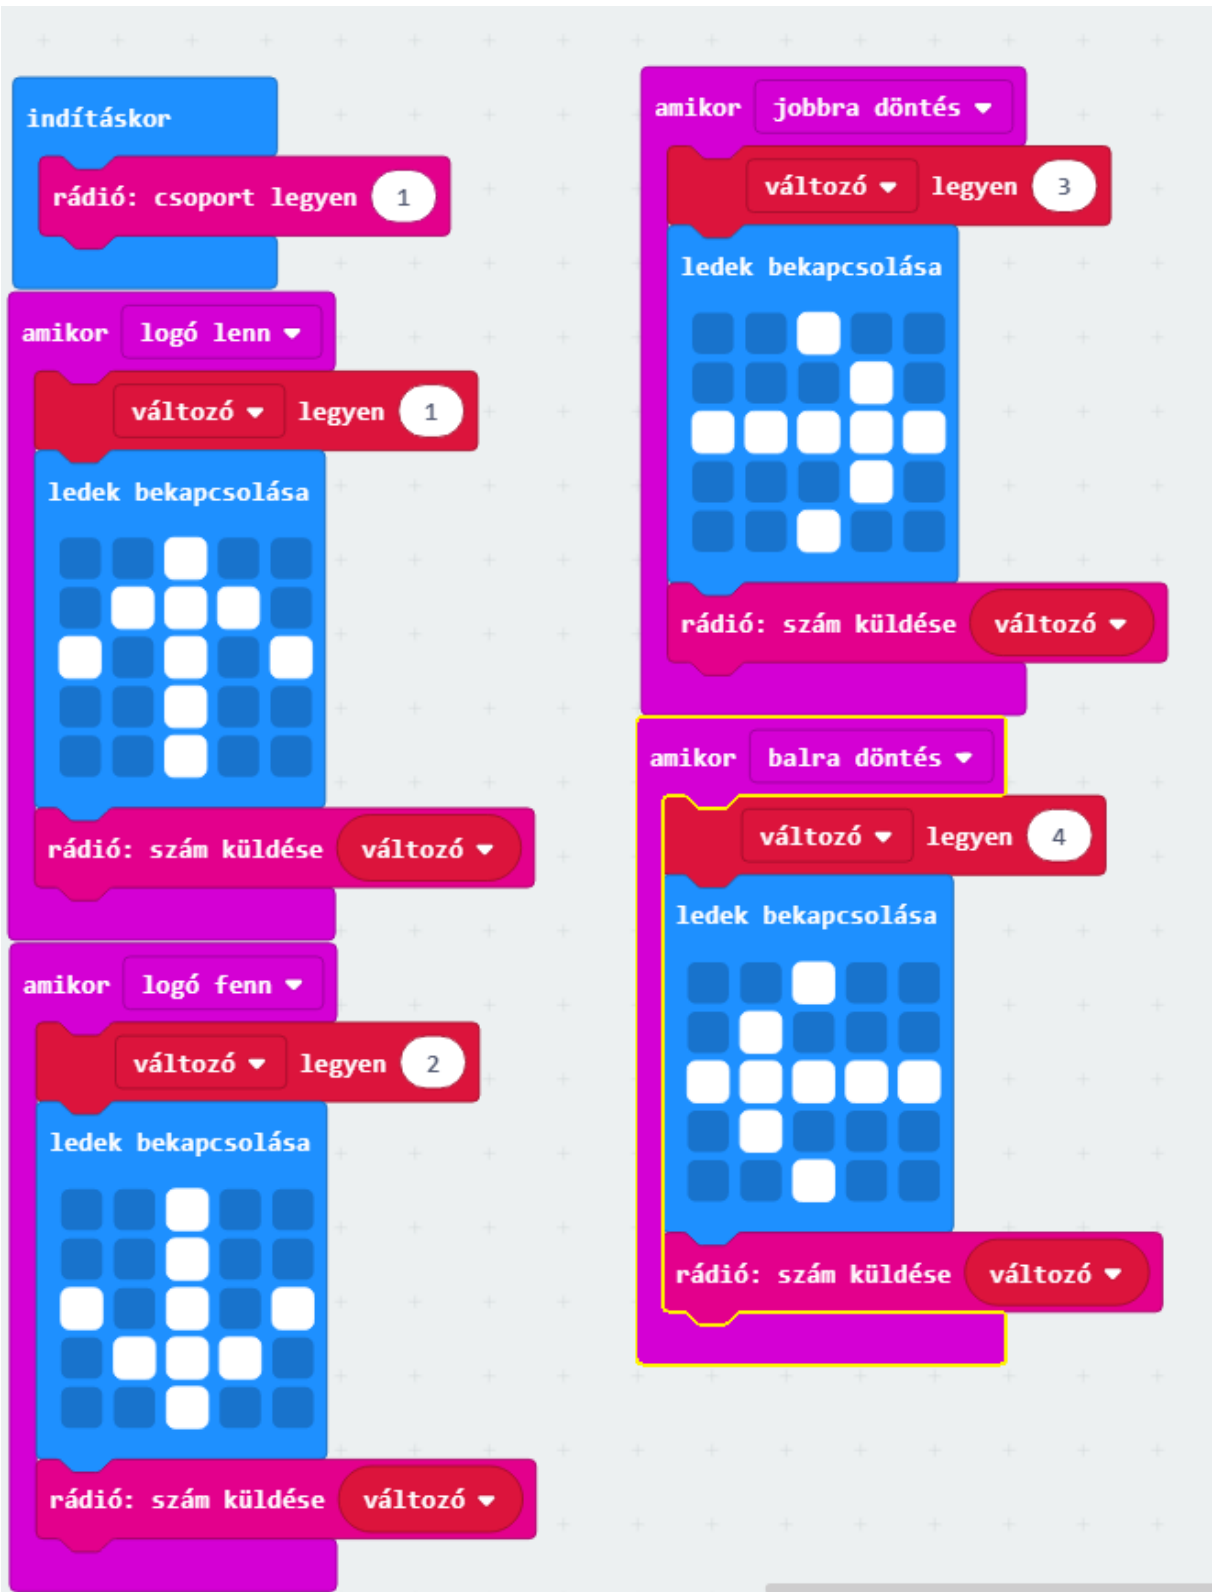 indításkor
rádió: csoport legyen 1
amikor logó lenn
változó legyen 1
ledek bekapcsolása
rádió: szám küldése változó
amikor logó fenn
változó legyen 2
ledek bekapcsolása
rádió: szám küldése változó
amikor jobbra döntés
változó legyen 3
ledek bekapcsolása
rádió: szám küldése változó
amikor balra döntés
változó legyen 4
ledek bekapcsolása
rádió: szám küldése változó